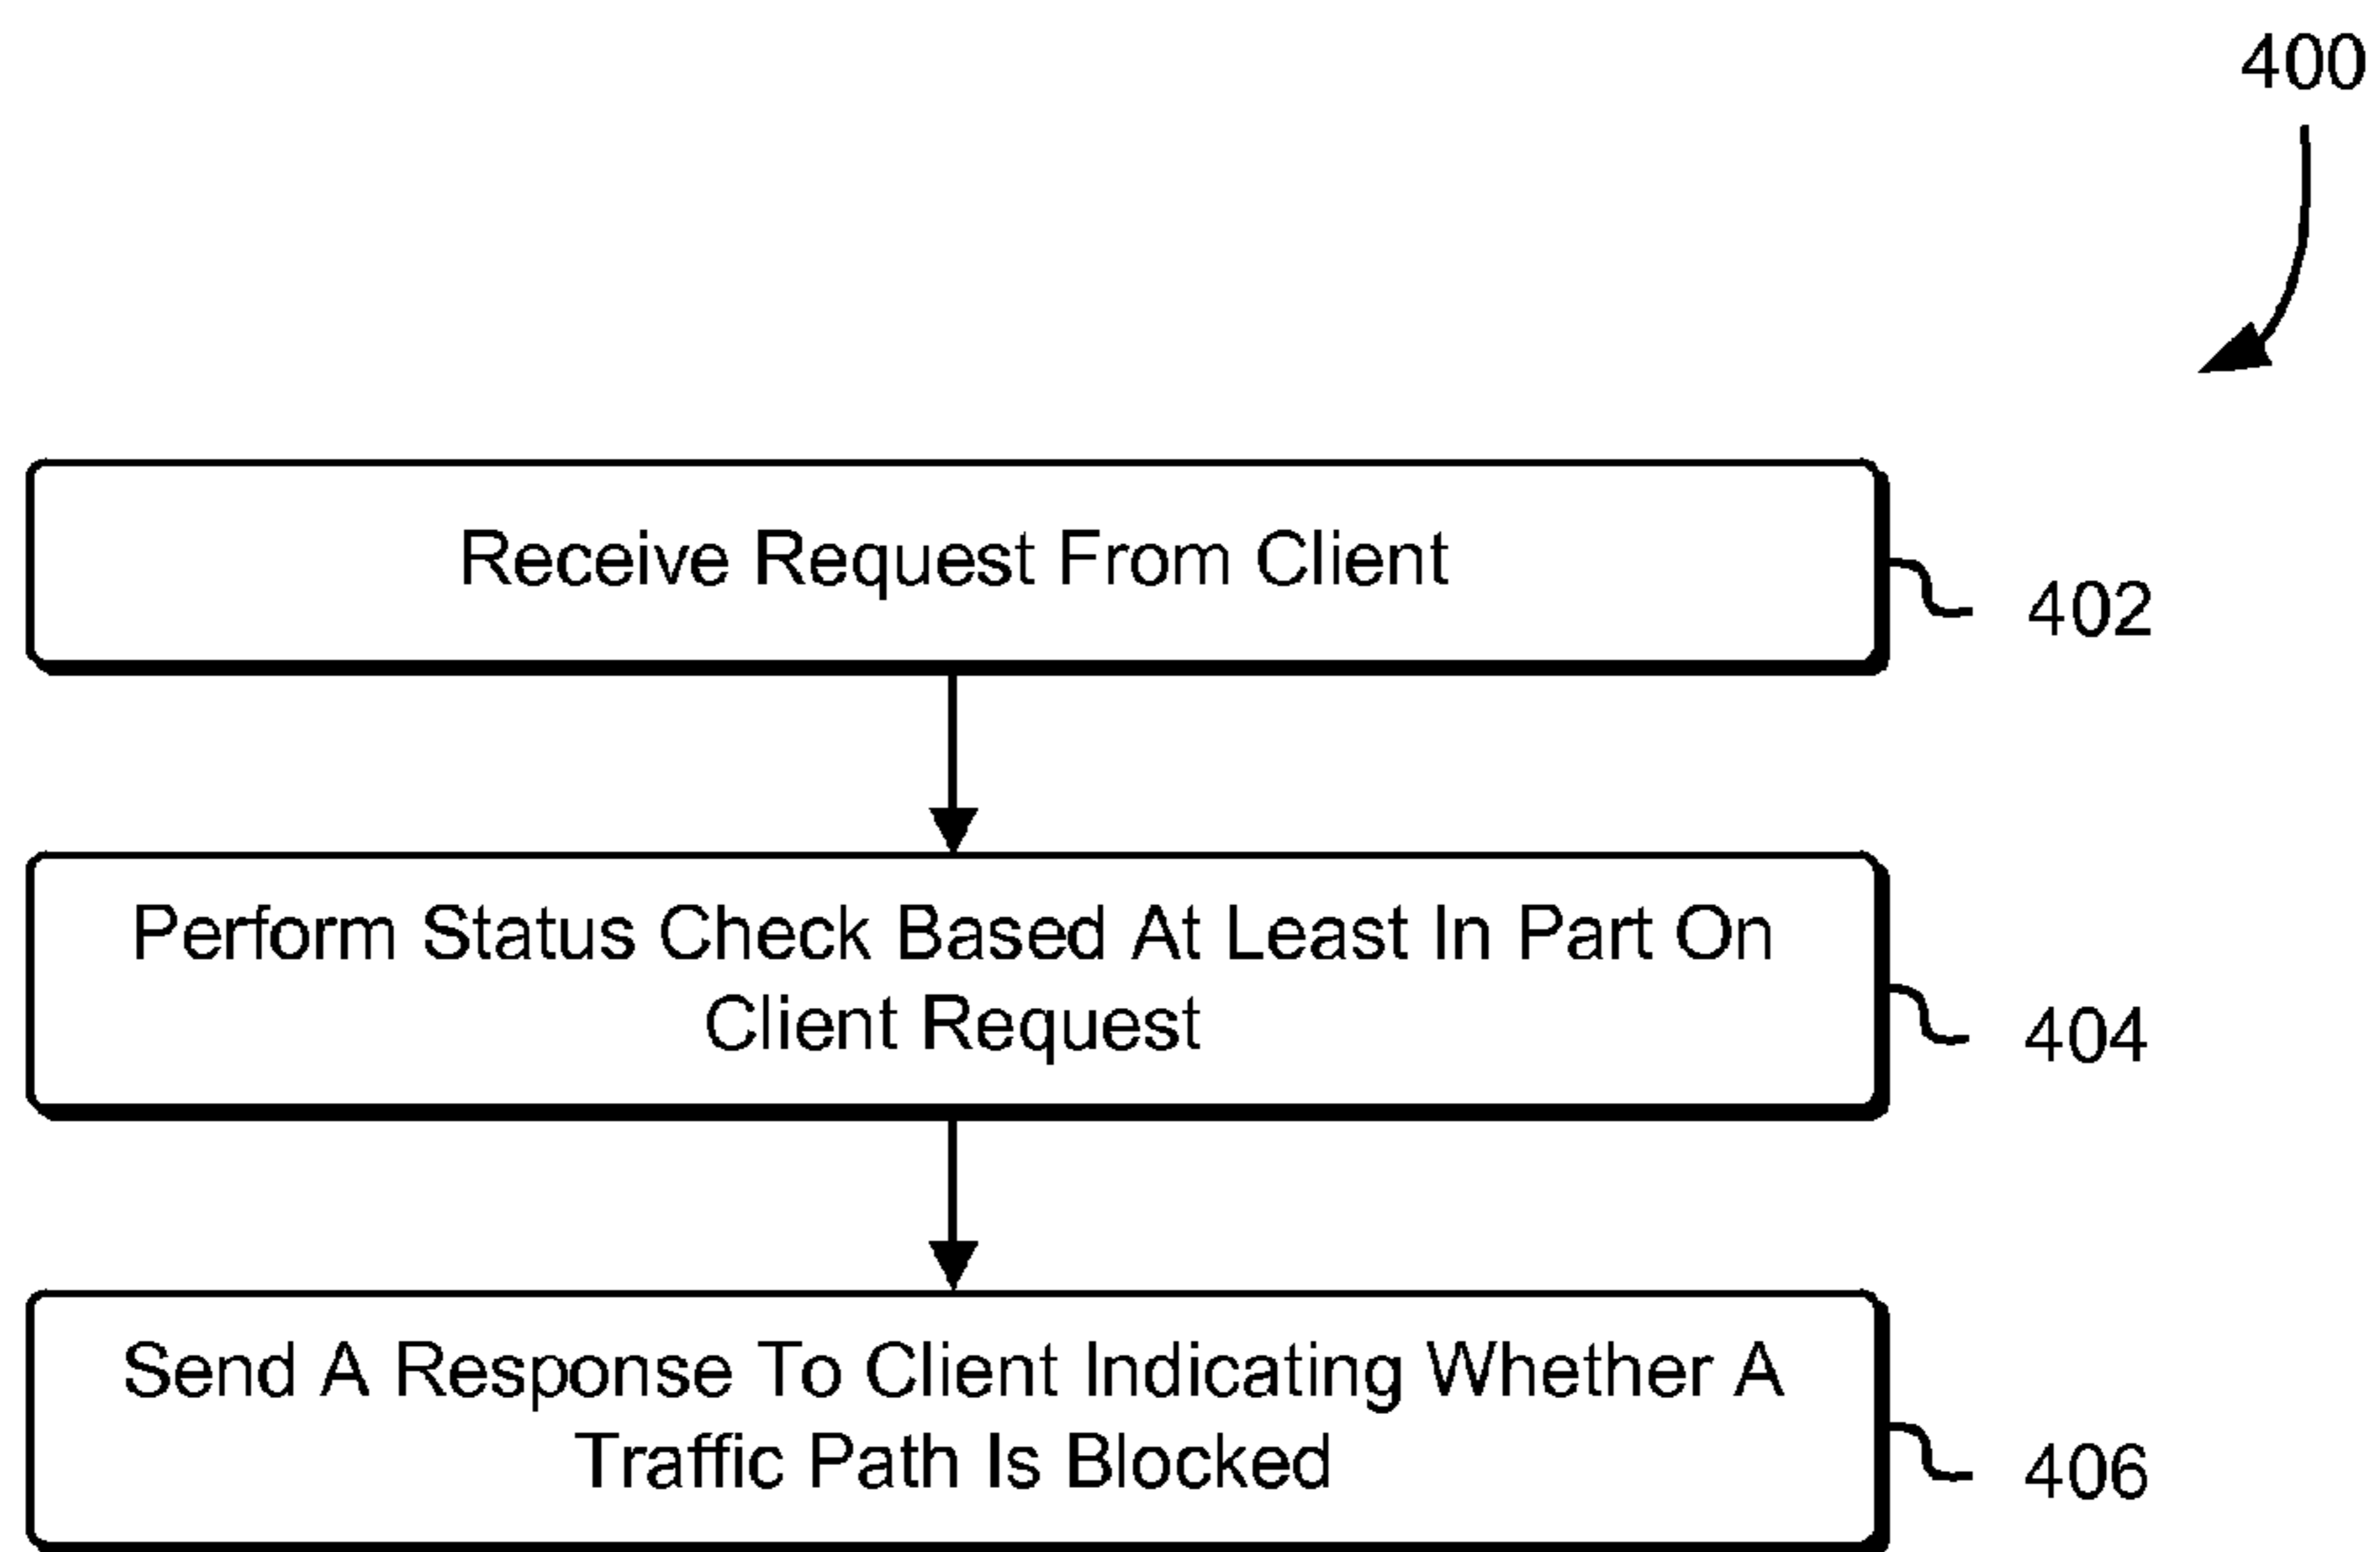 400
Receive Request From Client
402
Perform Status Check Based At Least In Part On
Client Request
404
Send A Response To Client Indicating Whether A
Traffic Path Is Blocked
406